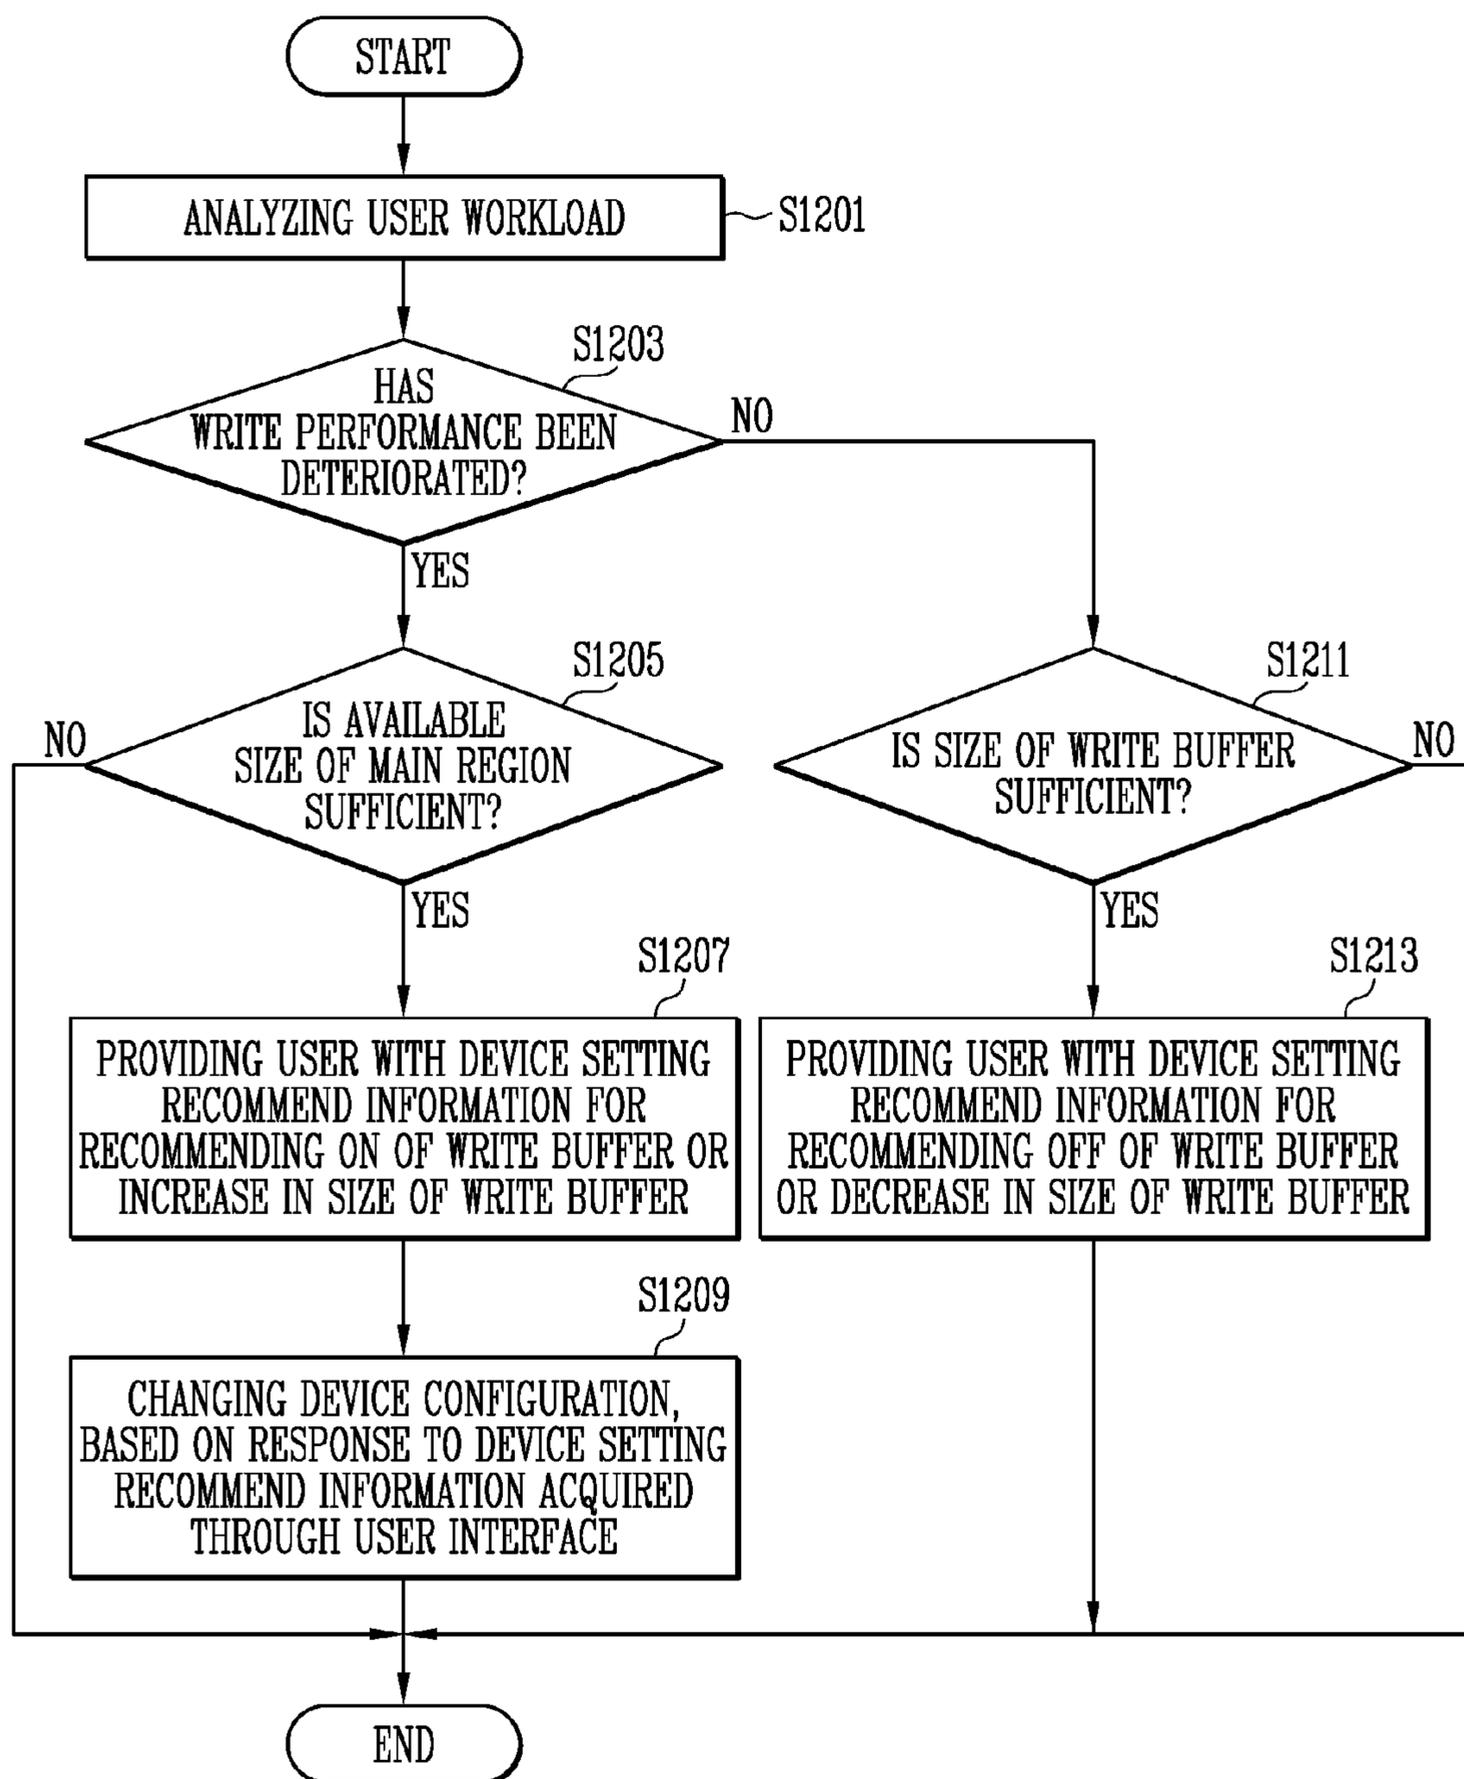 START
ANALYZING USER WORKLOAD
S1201
S1203
HAS
WRITE PERFORMANCE BEEN
DETERIORATED?
NO
YES
S1205
IS AVAILABLE
SIZE OF MAIN REGION
SUFFICIENT?
NO
YES
S1211
IS SIZE OF WRITE BUFFER
SUFFICIENT?
NO
YES
S1207
PROVIDING USER WITH DEVICE SETTING
RECOMMEND INFORMATION FOR
RECOMMENDING ON OF WRITE BUFFER OR
INCREASE IN SIZE OF WRITE BUFFER
S1213
PROVIDING USER WITH DEVICE SETTING
RECOMMEND INFORMATION FOR
RECOMMENDING OFF OF WRITE BUFFER
OR DECREASE IN SIZE OF WRITE BUFFER
S1209
CHANGING DEVICE CONFIGURATION,
BASED ON RESPONSE TO DEVICE SETTING
RECOMMEND INFORMATION ACQUIRED
THROUGH USER INTERFACE
END